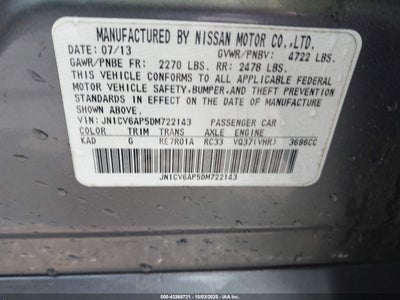 MANUFACTURED BY NISSAN MOTOR CO.,LTD.
DATE: 07/13 GVWR/PNBV: 4722 LBS.
GAWR/PNBE FR: 2270 LBS. RR: 2478 LBS.
THIS VEHICLE CONFORMS TO ALL APPLICABLE FEDERAL
MOTOR VEHICLE SAFETY,BUMPER,AND THEFT PREVENTION
STANDARDS IN EFFECT ON THE DATE OF MANUFACTURE
SHOWN ABOVE.
VIN: JN1CV6AP5DM722143 PASSENGER CAR
COLOR TRIM TRANS AXLE ENGINE
KAD G RE7R01A RC33 VQ37(VHR) 3696CC
JN1CV6AP5DM722143
© 43368731 - 10/03/2025 - IAA, Inc.